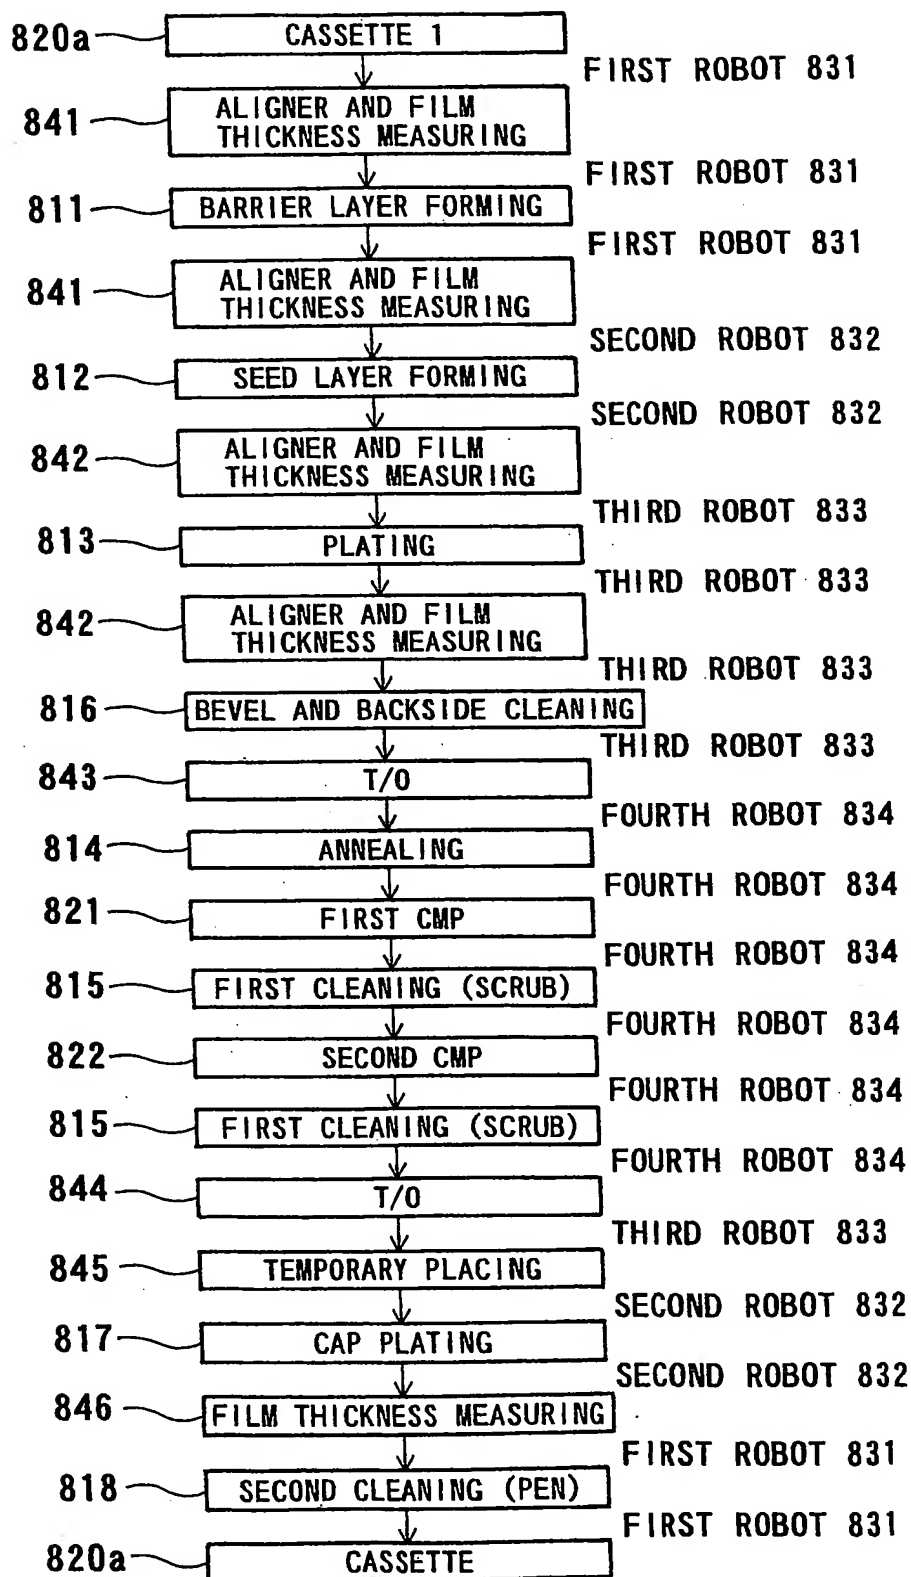 820a CASSETTE 1
FIRST ROBOT 831
841 ALIGNER AND FILM
THICKNESS MEASURING
FIRST ROBOT 831
811 BARRIER LAYER FORMING
FIRST ROBOT 831
841 ALIGNER AND FILM
THICKNESS MEASURING
SECOND ROBOT 832
812 SEED LAYER FORMING
SECOND ROBOT 832
842 ALIGNER AND FILM
THICKNESS MEASURING
THIRD ROBOT 833
813 PLATING
THIRD ROBOT 833
842 ALIGNER AND FILM
THICKNESS MEASURING
THIRD ROBOT 833
816 BEVEL AND BACKSIDE CLEANING
THIRD ROBOT 833
843 T/O
FOURTH ROBOT 834
814 ANNEALING
FOURTH ROBOT 834
821 FIRST CMP
FOURTH ROBOT 834
815 FIRST CLEANING (SCRUB)
FOURTH ROBOT 834
822 SECOND CMP
FOURTH ROBOT 834
815 FIRST CLEANING (SCRUB)
FOURTH ROBOT 834
844 T/O
THIRD ROBOT 833
845 TEMPORARY PLACING
SECOND ROBOT 832
817 CAP PLATING
SECOND ROBOT 832
846 FILM THICKNESS MEASURING
FIRST ROBOT 831
818 SECOND CLEANING (PEN)
FIRST ROBOT 831
820a CASSETTE